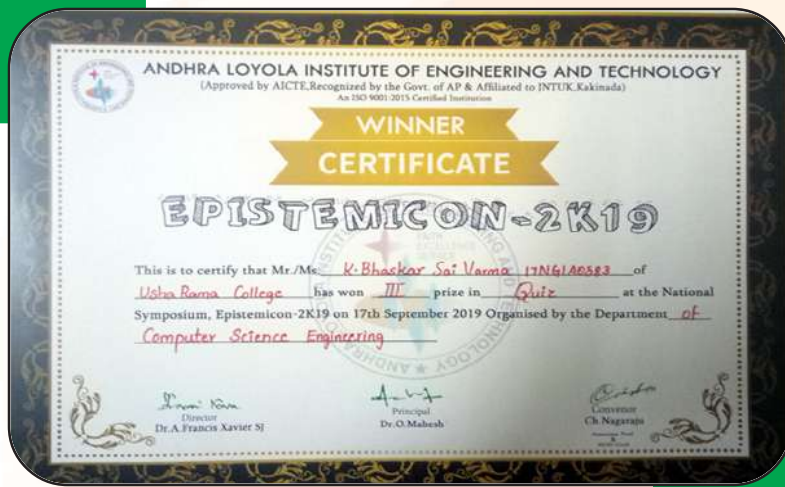 ANDHRA LOYOLA INSTITUTE OF ENGINEERING AND TECHNOLOGY
(Approved by AICTE,Recognized by the Govt. of AP & Affiliated to JNTUK,Kakinada)
An ISO 9001:2015 Certified Institution
WINNER
CERTIFICATE
EPISTEMICON-2K19
This is to certify that Mr./Ms. K. Bhaskar Sai Varma 17NG1A0583 of
Usha Rama College has won III prize in Quiz at the National
Symposium, Epistemicon-2K19 on 17th September 2019 Organised by the Department of
Computer Science Engineering
Director Principal Convenor
Dr.A.Francis Xavier SJ Dr.O.Mahesh Ch.Nagaraju